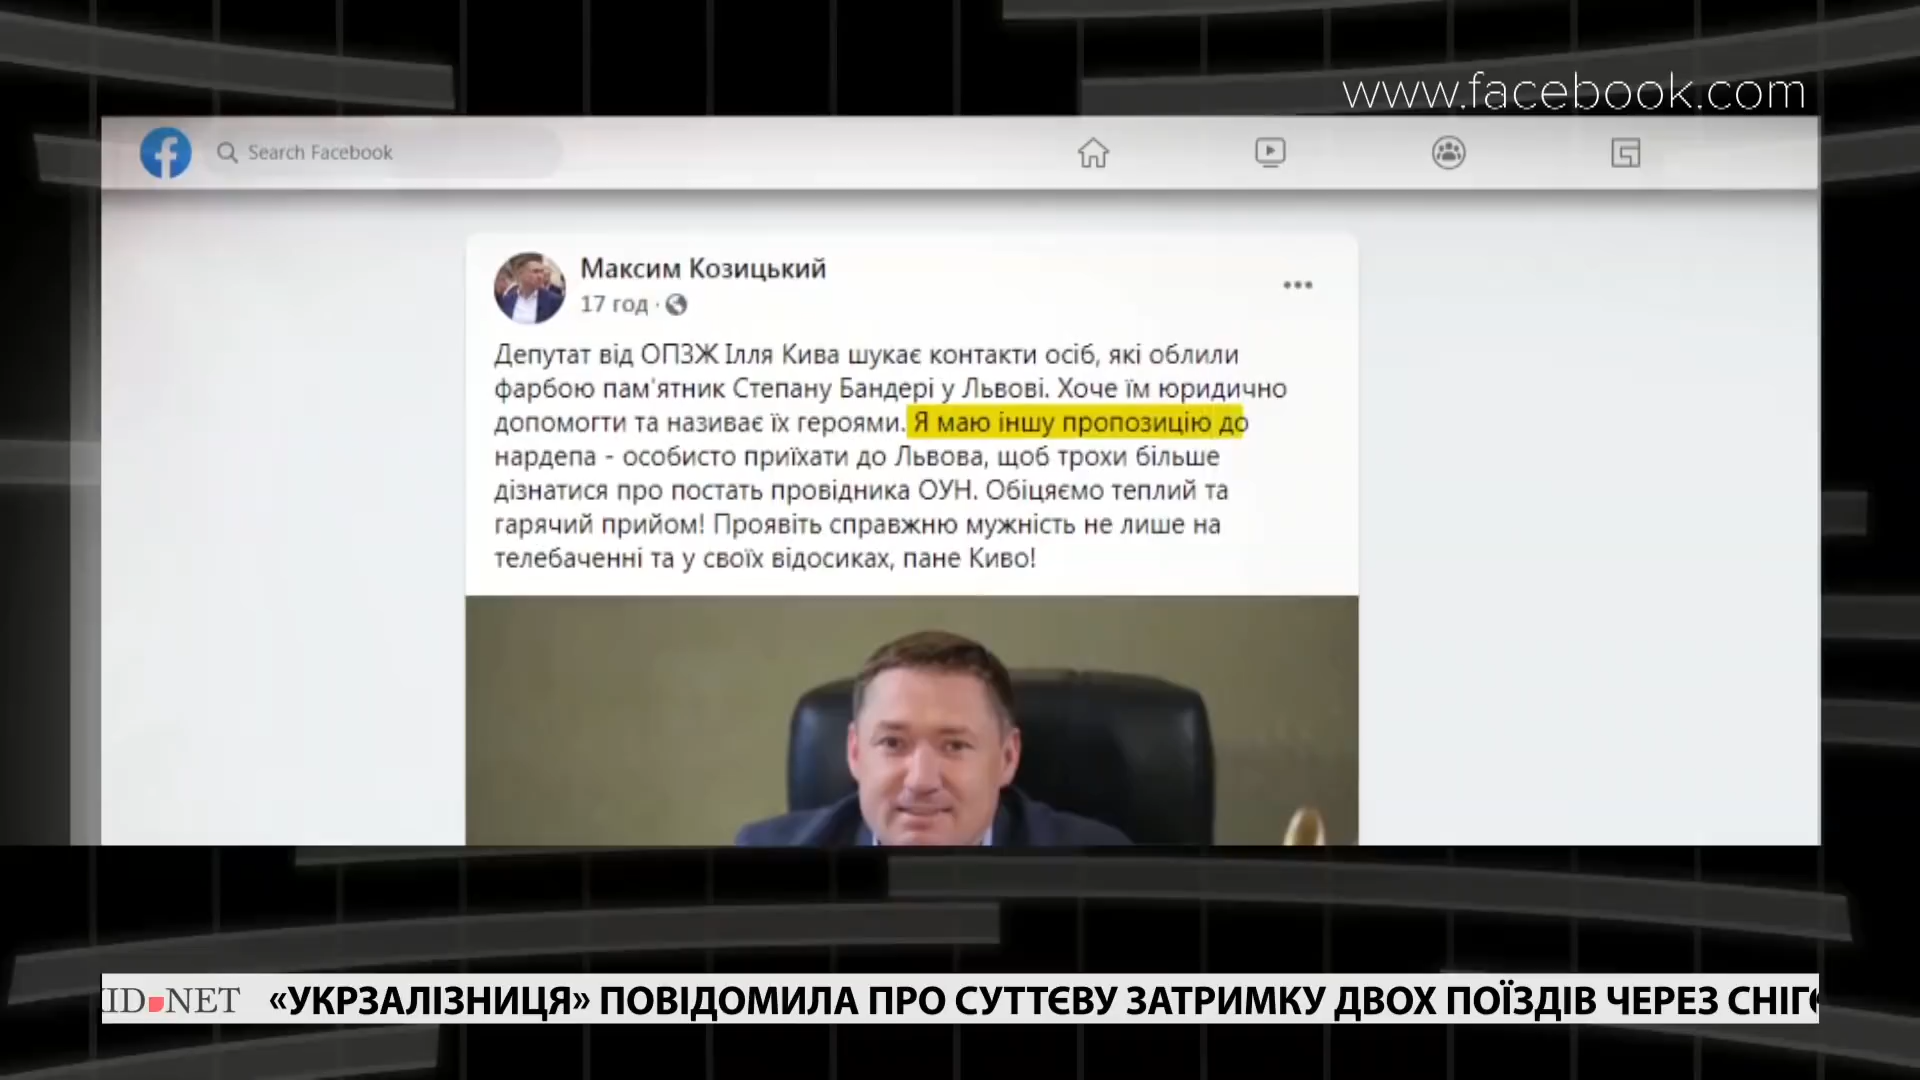 www.facebook.com
Search Facebook
Максим Козицький
17 год ·
Депутат від ОПЗЖ Ілля Кива шукає контакти осіб, які облили
фарбою пам'ятник Степану Бандері у Львові. Хоче їм юридично
допомогти та називає їх героями. Я маю іншу пропозицію до
нардепа - особисто приїхати до Львова, щоб трохи більше
дізнатися про постать провідника ОУН. Обіцяємо теплий та
гарячий прийом! Проявіть справжню мужність не лише на
телебаченні та у своїх відосиках, пане Киво!
ID.NET «УКРЗАЛІЗНИЦЯ» ПОВІДОМИЛА ПРО СУТТЄВУ ЗАТРИМКУ ДВОХ ПОЇЗДІВ ЧЕРЕЗ